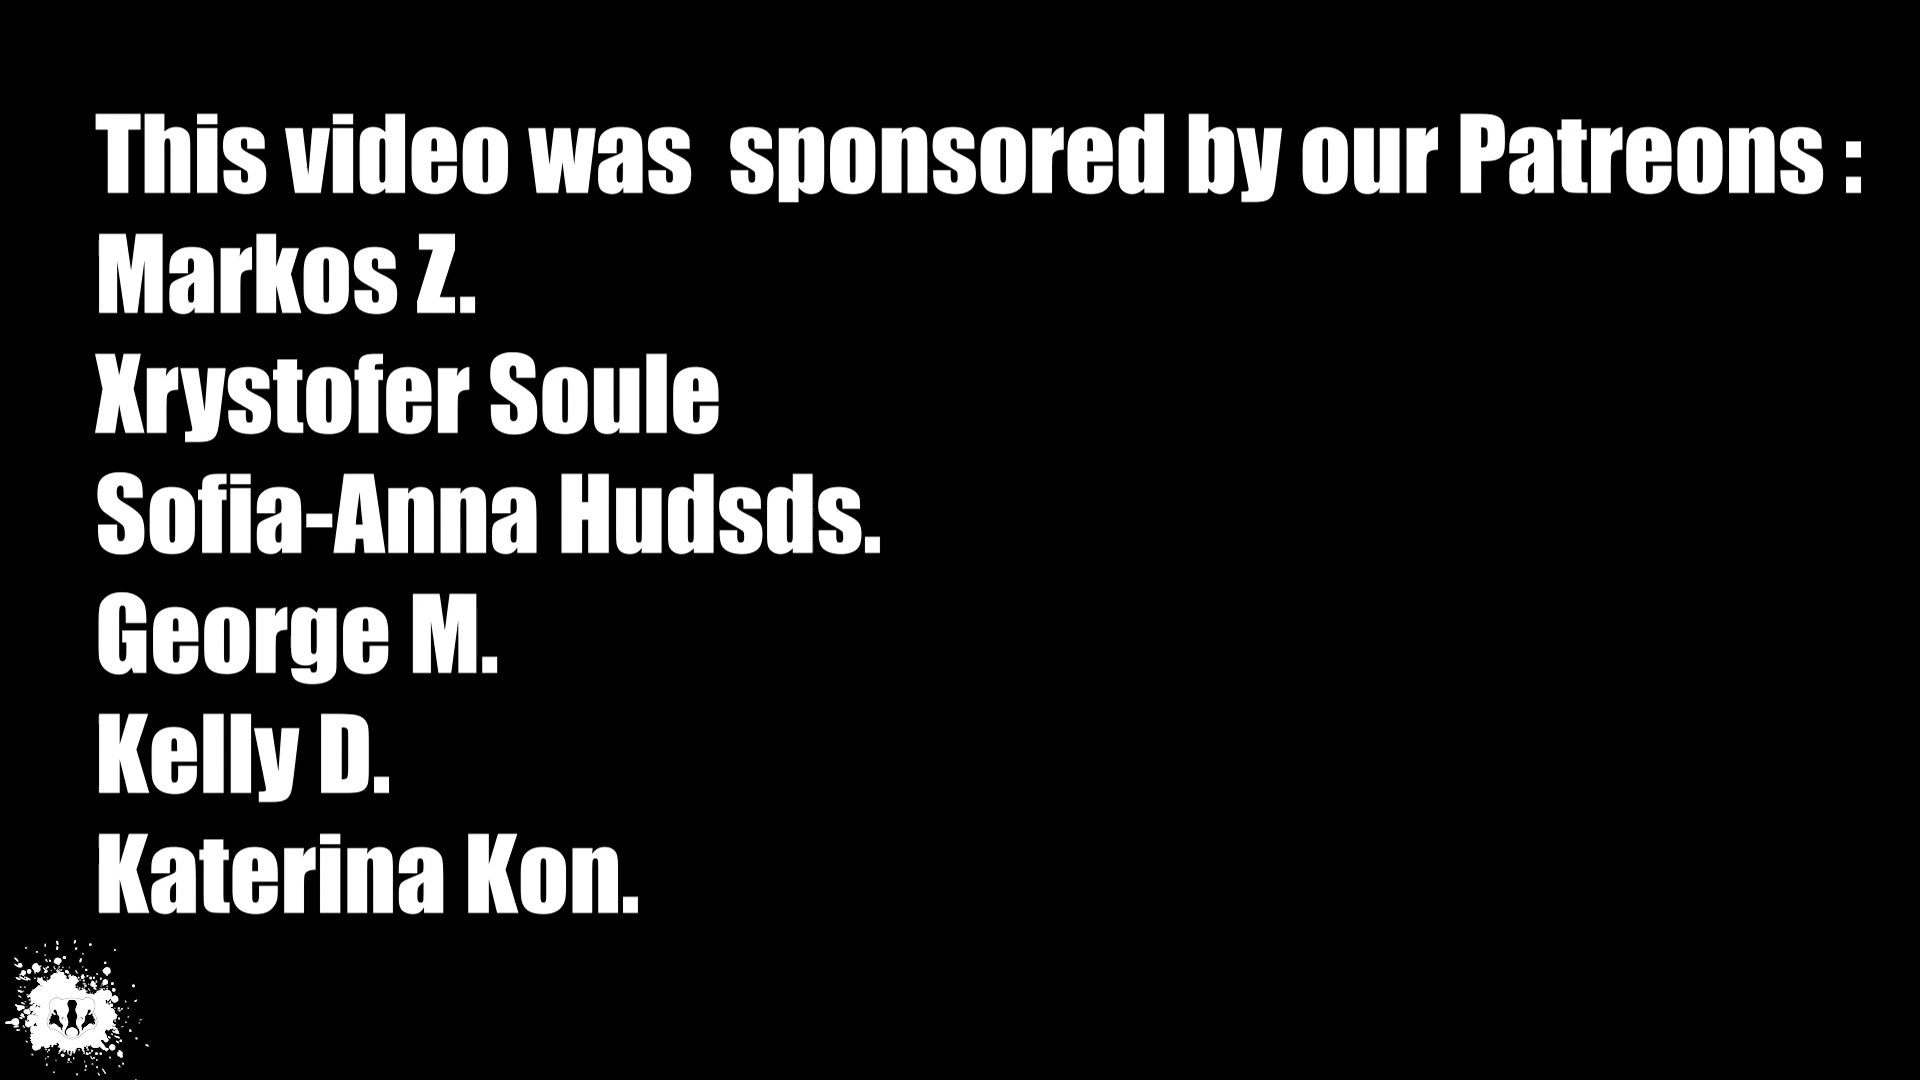 This video was  sponsored by our Patreons :
Markos Z.
Xrystofer Soule
Sofia-Anna Hudsds.
George M.
Kelly D.
Katerina Kon.